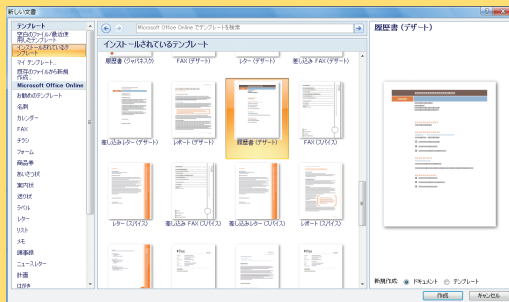 新しい文書
テンプレート
空白のファイル/最近使
用したテンプレート
インストールされているテ
ンプレート
マイ テンプレート...
既存のファイルから新規
作成...
Microsoft Office Online
お勧めのテンプレート
名刺
カレンダー
FAX
チラシ
フォーム
商品券
あいさつ状
案内状
送り状
ラベル
レター
リスト
メモ
議事録
ニュースレター
計画
はがき
Microsoft Office Online でテンプレートを検索
インストールされているテンプレート
履歴書 (ジャパネスク)
FAX (デザート)
レター (デザート)
差し込み FAX (デザート)
差し込みレター (デザート)
レポート (デザート)
履歴書 (デザート)
FAX (スパイス)
レター (スパイス)
差し込み FAX (スパイス)
差し込みレター (スパイス)
レポート (スパイス)
履歴書 (デザート)
新規作成
ドキュメント
テンプレート
作成
キャンセル